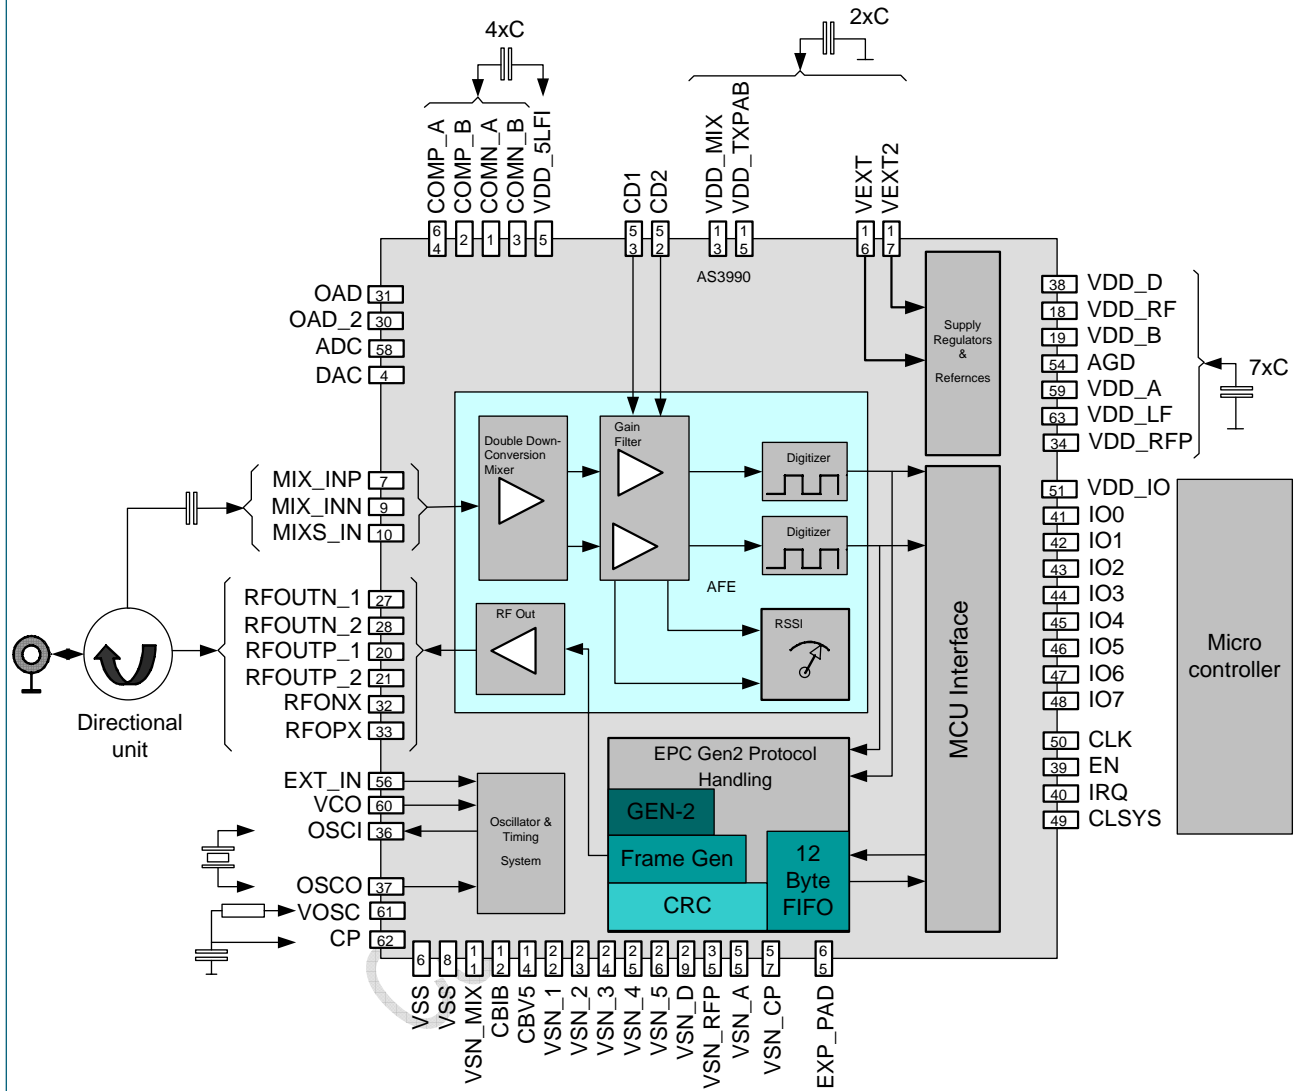 4xC
2xC
COMP_A
COMP_B
COMN_A
COMN_B
VDD_5LFI
CD1
CD2
VDD_MIX
VDD_TXPAB
VEXT
VEXT2
64
2
1
3
5
53
52
13
15
16
17
AS3990
OAD 31
OAD_2 30
ADC 58
DAC 4
Supply
Regulators
&
Refernces
38 VDD_D
18 VDD_RF
19 VDD_B
54 AGD
59 VDD_A
63 VDD_LF
34 VDD_RFP
7xC
MIX_INP 7
MIX_INN 9
MIXS_IN 10
Double Down-
Conversion
Mixer
Gain
Filter
Digitizer
Digitizer
AFE
RF Out
RSSI
RFOUTN_1 27
RFOUTN_2 28
RFOUTP_1 20
RFOUTP_2 21
RFONX 32
RFOPX 33
Directional
unit
MCU Interface
51 VDD_IO
41 IO0
42 IO1
43 IO2
44 IO3
45 IO4
46 IO5
47 IO6
48 IO7
50 CLK
39 EN
40 IRQ
49 CLSYS
Micro
controller
EXT_IN 56
VCO 60
OSCI 36
OSCO 37
VOSC 61
CP 62
Oscillator &
Timing
System
EPC Gen2 Protocol
Handling
GEN-2
Frame Gen
CRC
12
Byte
FIFO
6
8
11
12
14
22
23
24
25
26
29
35
55
57
65
VSS
VSS
VSN_MIX
CBIB
CBV5
VSN_1
VSN_2
VSN_3
VSN_4
VSN_5
VSN_D
VSN_RFP
VSN_A
VSN_CP
EXP_PAD